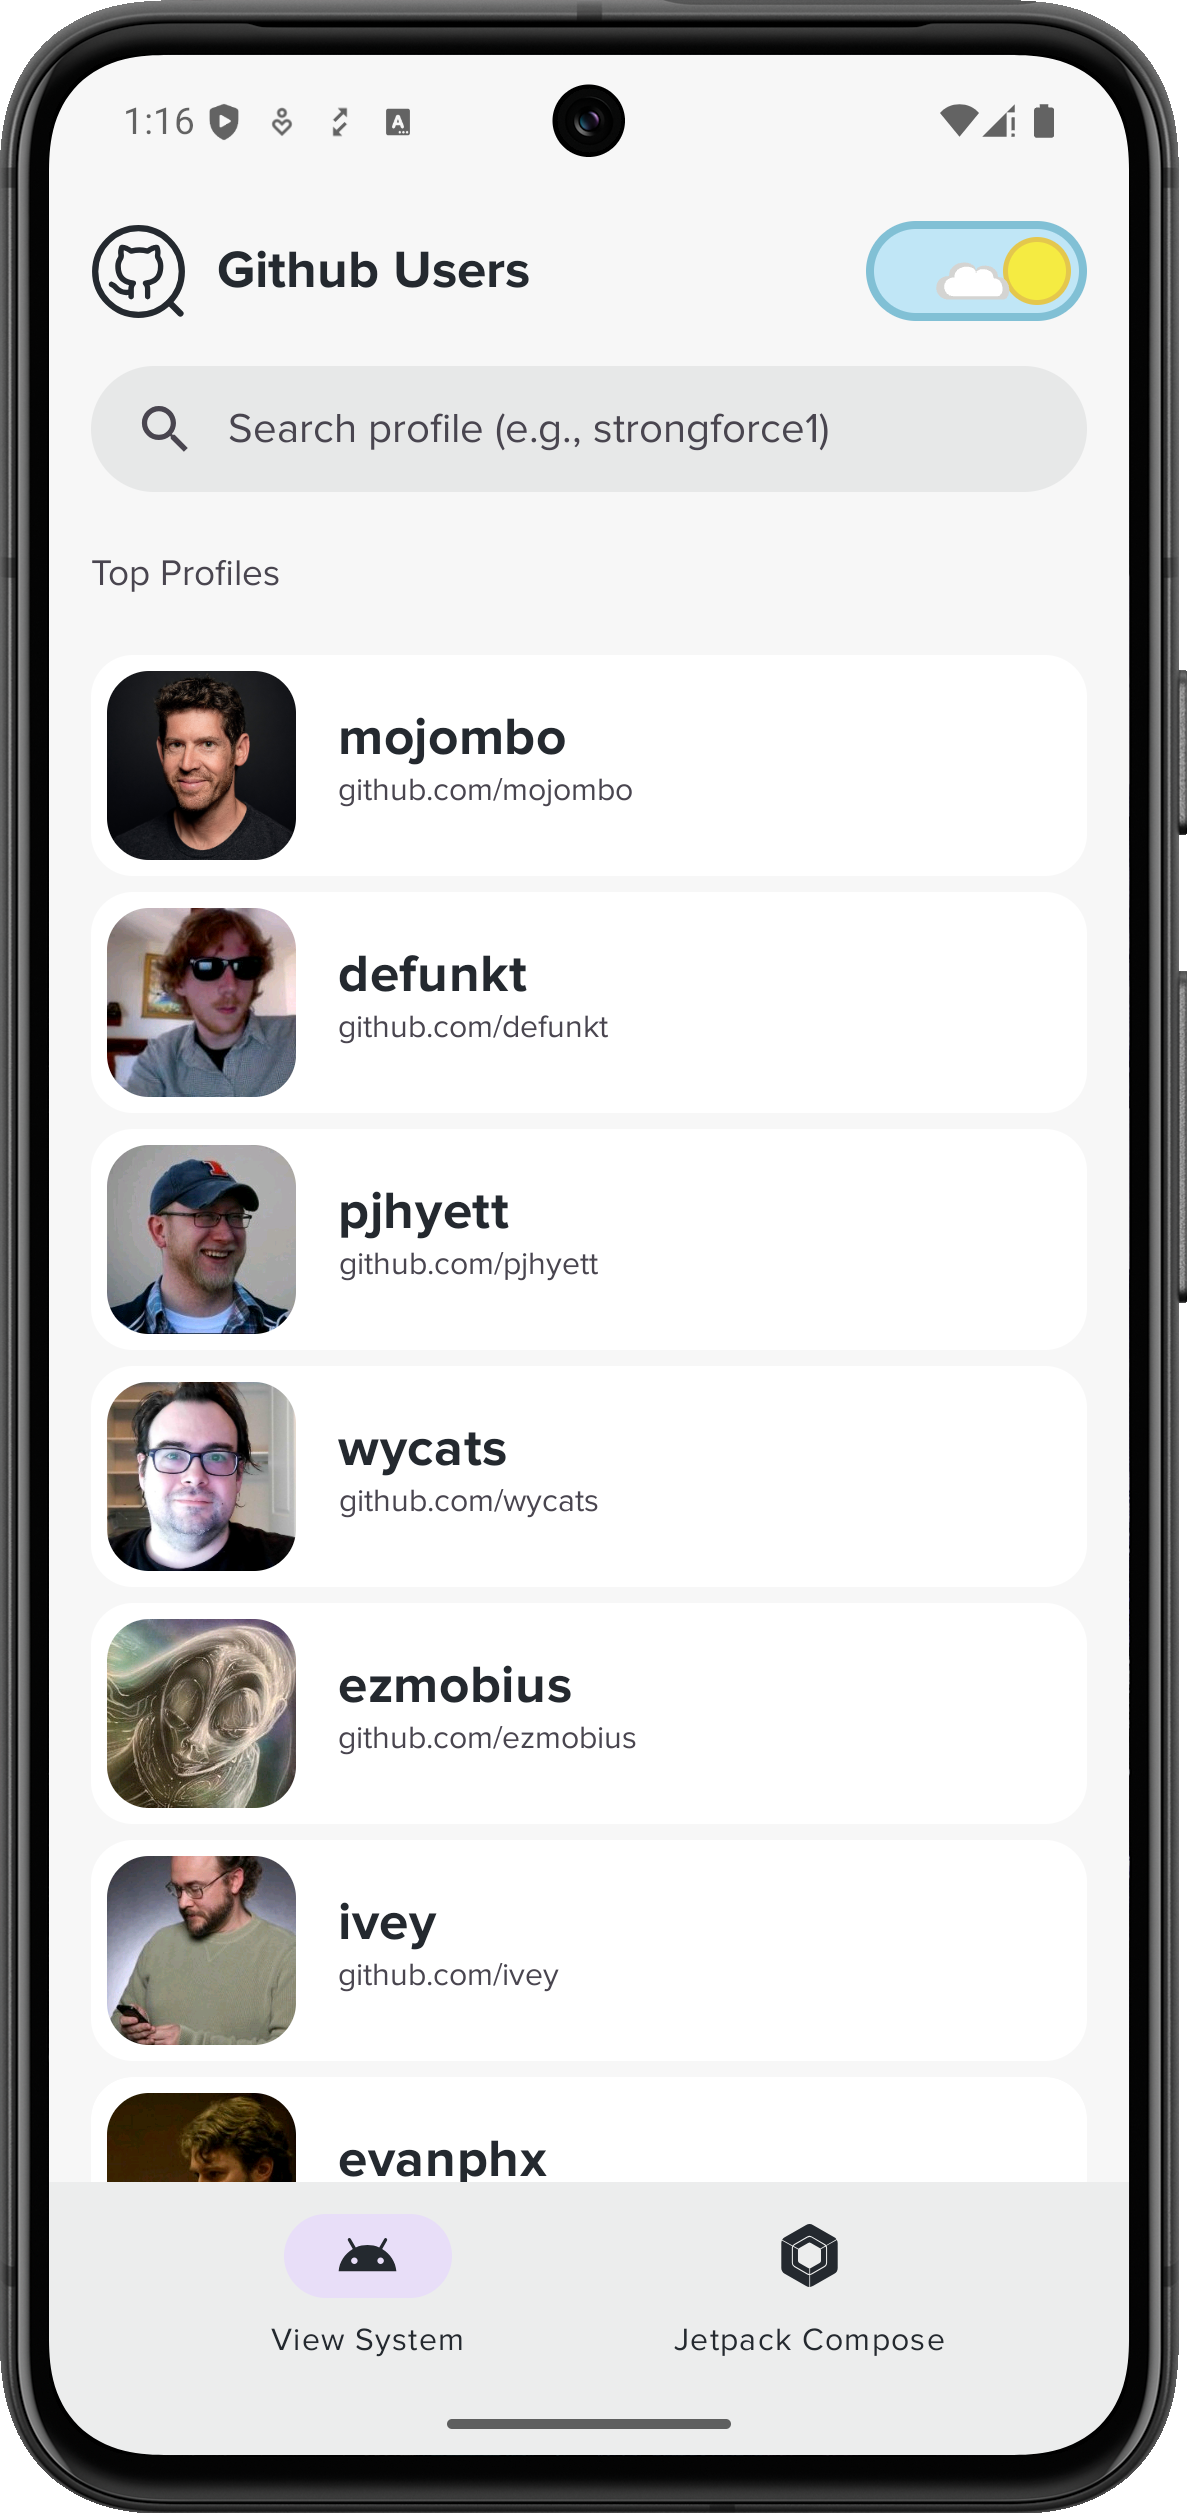 1:16
Github Users
Search profile (e.g., strongforce1)
Top Profiles
mojombo
github.com/mojombo
defunkt
github.com/defunkt
pjhyett
github.com/pjhyett
wycats
github.com/wycats
ezmobius
github.com/ezmobius
ivey
github.com/ivey
evanphx
View System
Jetpack Compose